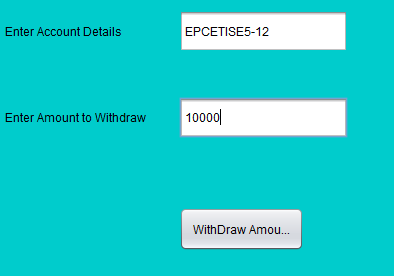 Enter Account Details EPCETISE5-12
Enter Amount to Withdraw 10000
WithDraw Amou...